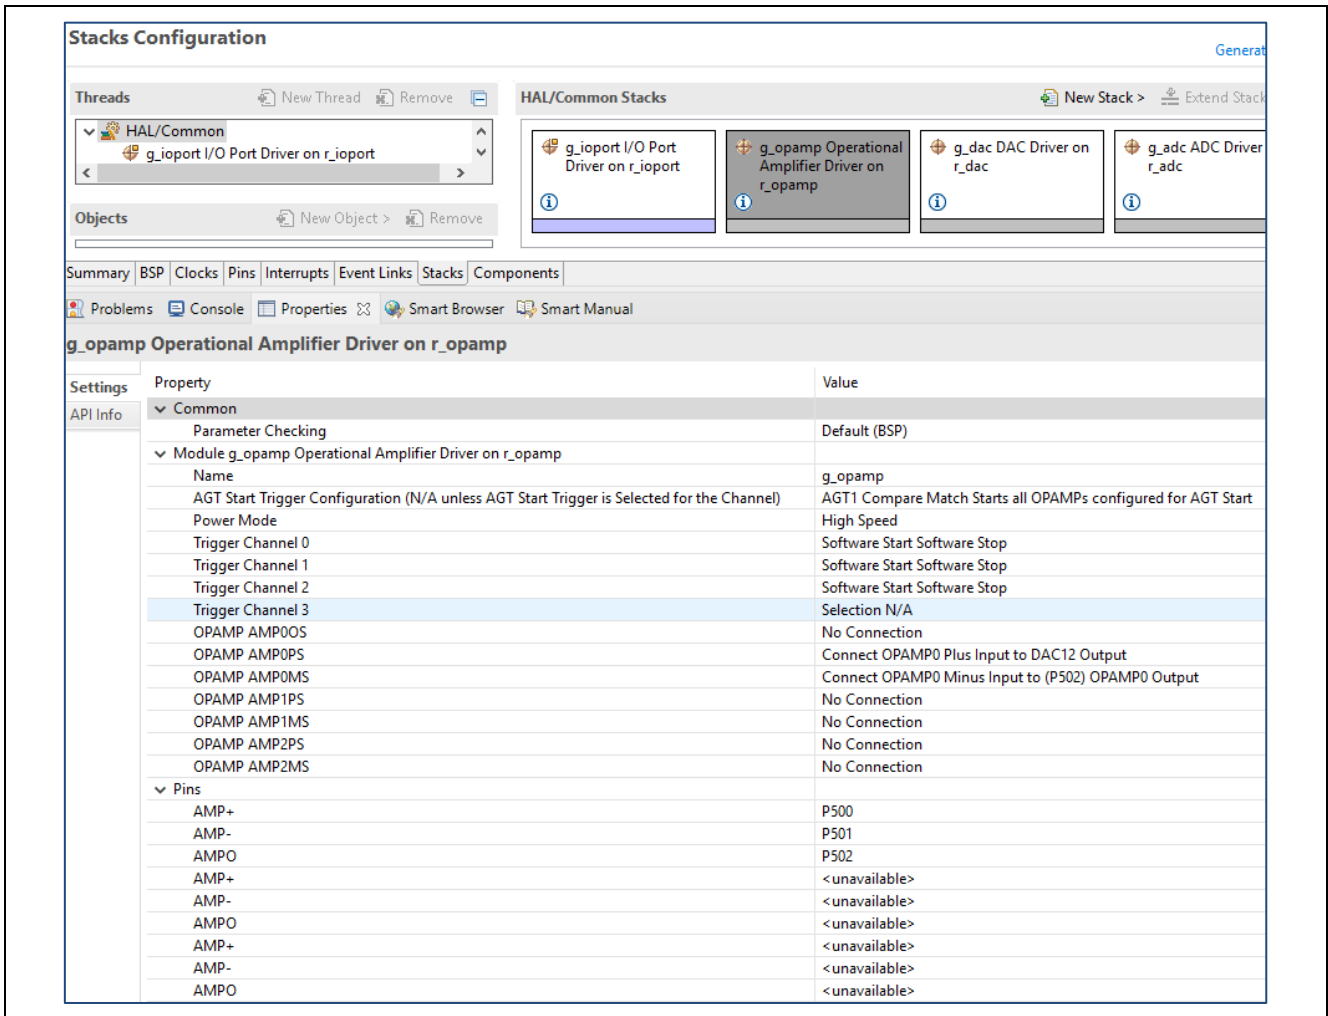 Stacks Configuration
Generat
Threads New Thread Remove
HAL/Common Stacks New Stack > Extend Stack
HAL/Common
g_ioport I/O Port Driver on r_ioport
g_ioport I/O Port
Driver on r_ioport
g_opamp Operational
Amplifier Driver on
r_opamp
g_dac DAC Driver on
r_dac
g_adc ADC Driver
r_adc
Objects New Object > Remove
Summary BSP Clocks Pins Interrupts Event Links Stacks Components
Problems Console Properties Smart Browser Smart Manual
g_opamp Operational Amplifier Driver on r_opamp
Settings
API Info
Property Value
Common
Parameter Checking Default (BSP)
Module g_opamp Operational Amplifier Driver on r_opamp
Name g_opamp
AGT Start Trigger Configuration (N/A unless AGT Start Trigger is Selected for the Channel) AGT1 Compare Match Starts all OPAMPs configured for AGT Start
Power Mode High Speed
Trigger Channel 0 Software Start Software Stop
Trigger Channel 1 Software Start Software Stop
Trigger Channel 2 Software Start Software Stop
Trigger Channel 3 Selection N/A
OPAMP AMP0OS No Connection
OPAMP AMP0PS Connect OPAMP0 Plus Input to DAC12 Output
OPAMP AMP0MS Connect OPAMP0 Minus Input to (P502) OPAMP0 Output
OPAMP AMP1PS No Connection
OPAMP AMP1MS No Connection
OPAMP AMP2PS No Connection
OPAMP AMP2MS No Connection
Pins
AMP+ P500
AMP- P501
AMPO P502
AMP+ <unavailable>
AMP- <unavailable>
AMPO <unavailable>
AMP+ <unavailable>
AMP- <unavailable>
AMPO <unavailable>